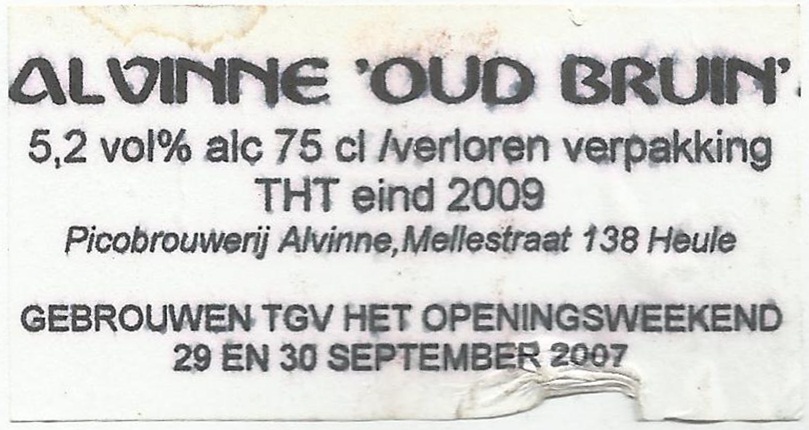 ALVINNE 'OUD BRUIN'
5,2 vol% alc 75 cl /verloren verpakking
THT eind 2009
Picobrouwerij Alvinne,Mellestraat 138 Heule
GEBROUWEN TGV HET OPENINGSWEEKEND
29 EN 30 SEPTEMBER 2007